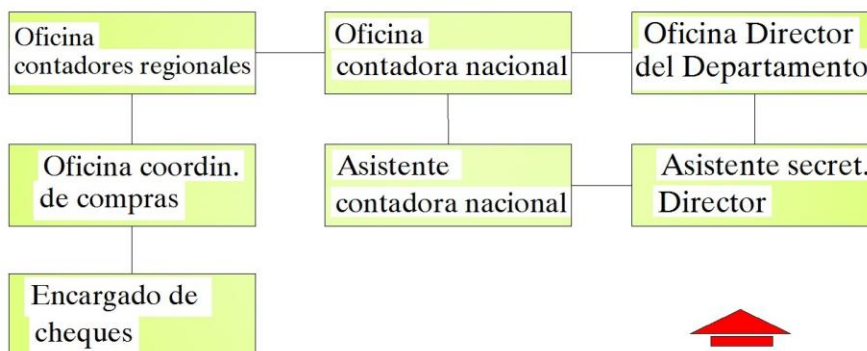 Oficina
contadores regionales
Oficina
contadora nacional
Oficina Director
del Departamento
Oficina coordin.
de compras
Asistente
contadora nacional
Asistente secret.
Director
Encargado de
cheques